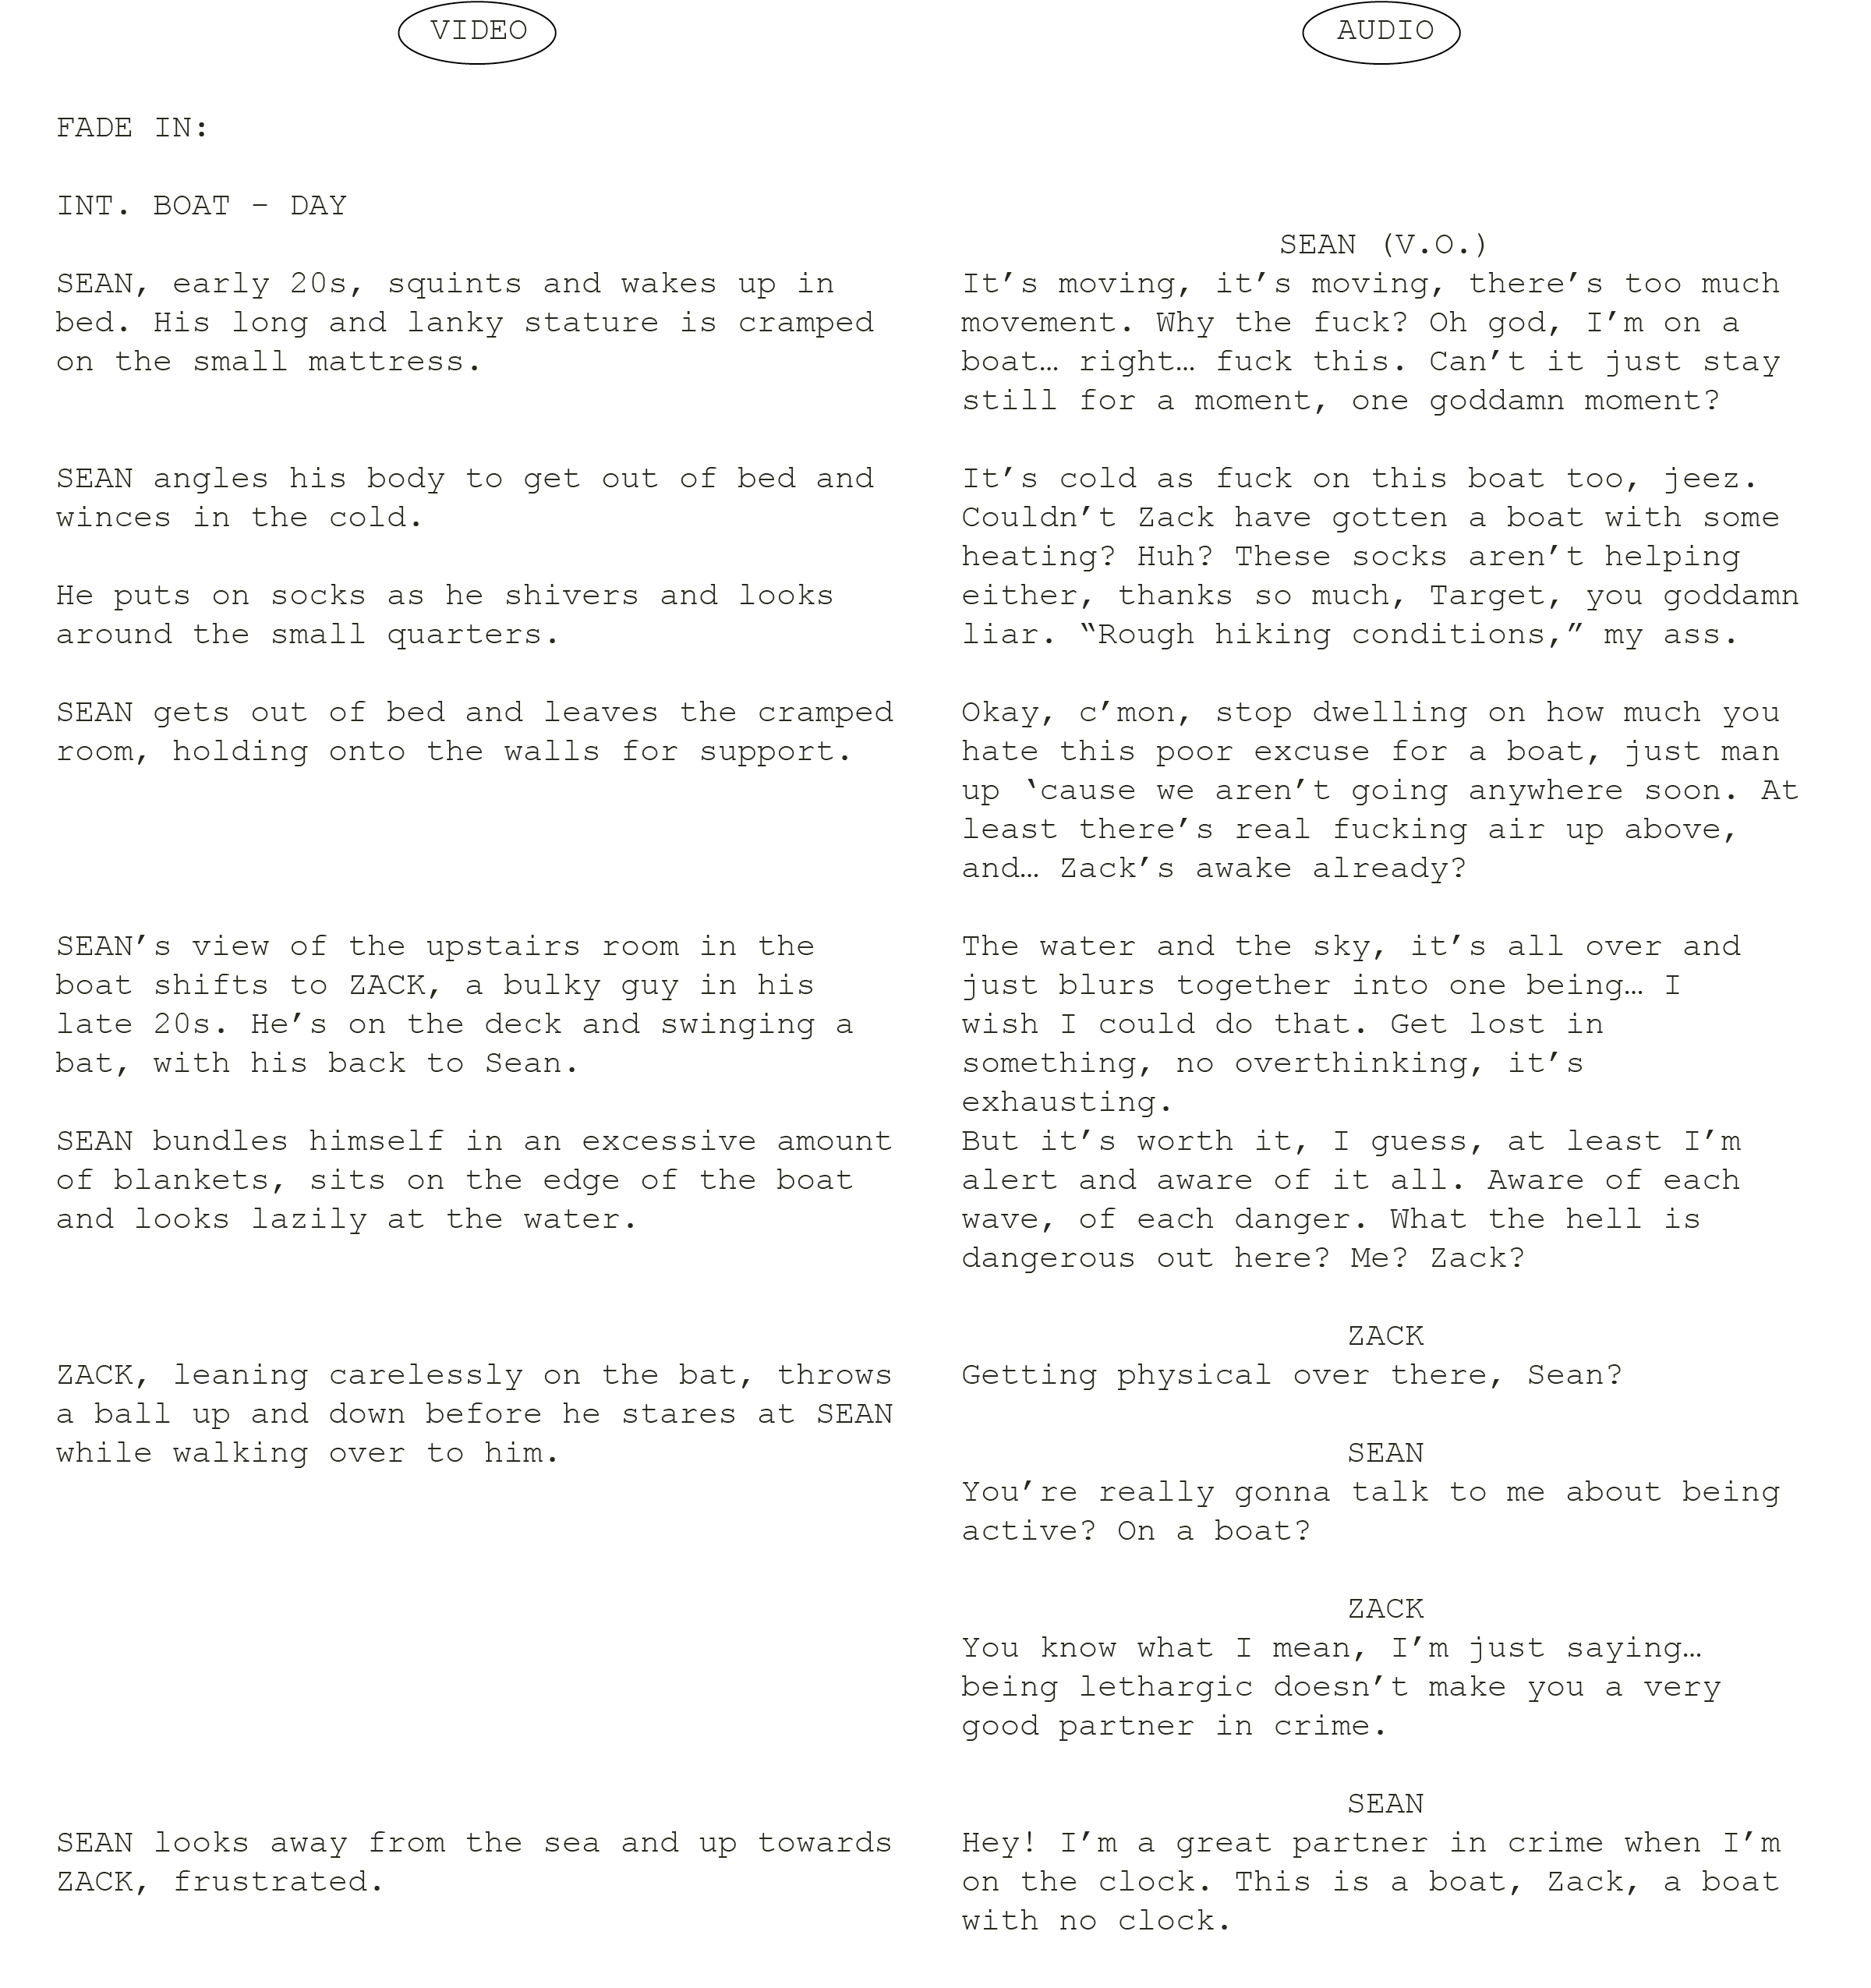 VIDEO
AUDIO
FADE IN:
INT. BOAT – DAY
SEAN, early 20s, squints and wakes up in
bed. His long and lanky stature is cramped
on the small mattress.
SEAN angles his body to get out of bed and
winces in the cold.
He puts on socks as he shivers and looks
around the small quarters.
SEAN gets out of bed and leaves the cramped
room, holding onto the walls for support.
SEAN’s view of the upstairs room in the
boat shifts to ZACK, a bulky guy in his
late 20s. He’s on the deck and swinging a
bat, with his back to Sean.
SEAN bundles himself in an excessive amount
of blankets, sits on the edge of the boat
and looks lazily at the water.
ZACK, leaning carelessly on the bat, throws
a ball up and down before he stares at SEAN
while walking over to him.
SEAN looks away from the sea and up towards
ZACK, frustrated.
SEAN (V.O.)
It’s moving, it’s moving, there’s too much
movement. Why the fuck? Oh god, I’m on a
boat… right… fuck this. Can’t it just stay
still for a moment, one goddamn moment?
It’s cold as fuck on this boat too, jeez.
Couldn’t Zack have gotten a boat with some
heating? Huh? These socks aren’t helping
either, thanks so much, Target, you goddamn
liar. “Rough hiking conditions,” my ass.
Okay, c’mon, stop dwelling on how much you
hate this poor excuse for a boat, just man
up ‘cause we aren’t going anywhere soon. At
least there’s real fucking air up above,
and… Zack’s awake already?
The water and the sky, it’s all over and
just blurs together into one being… I
wish I could do that. Get lost in
something, no overthinking, it’s
exhausting.
But it’s worth it, I guess, at least I’m
alert and aware of it all. Aware of each
wave, of each danger. What the hell is
dangerous out here? Me? Zack?
ZACK
Getting physical over there, Sean?
SEAN
You’re really gonna talk to me about being
active? On a boat?
ZACK
You know what I mean, I’m just saying…
being lethargic doesn’t make you a very
good partner in crime.
SEAN
Hey! I’m a great partner in crime when I’m
on the clock. This is a boat, Zack, a boat
with no clock.